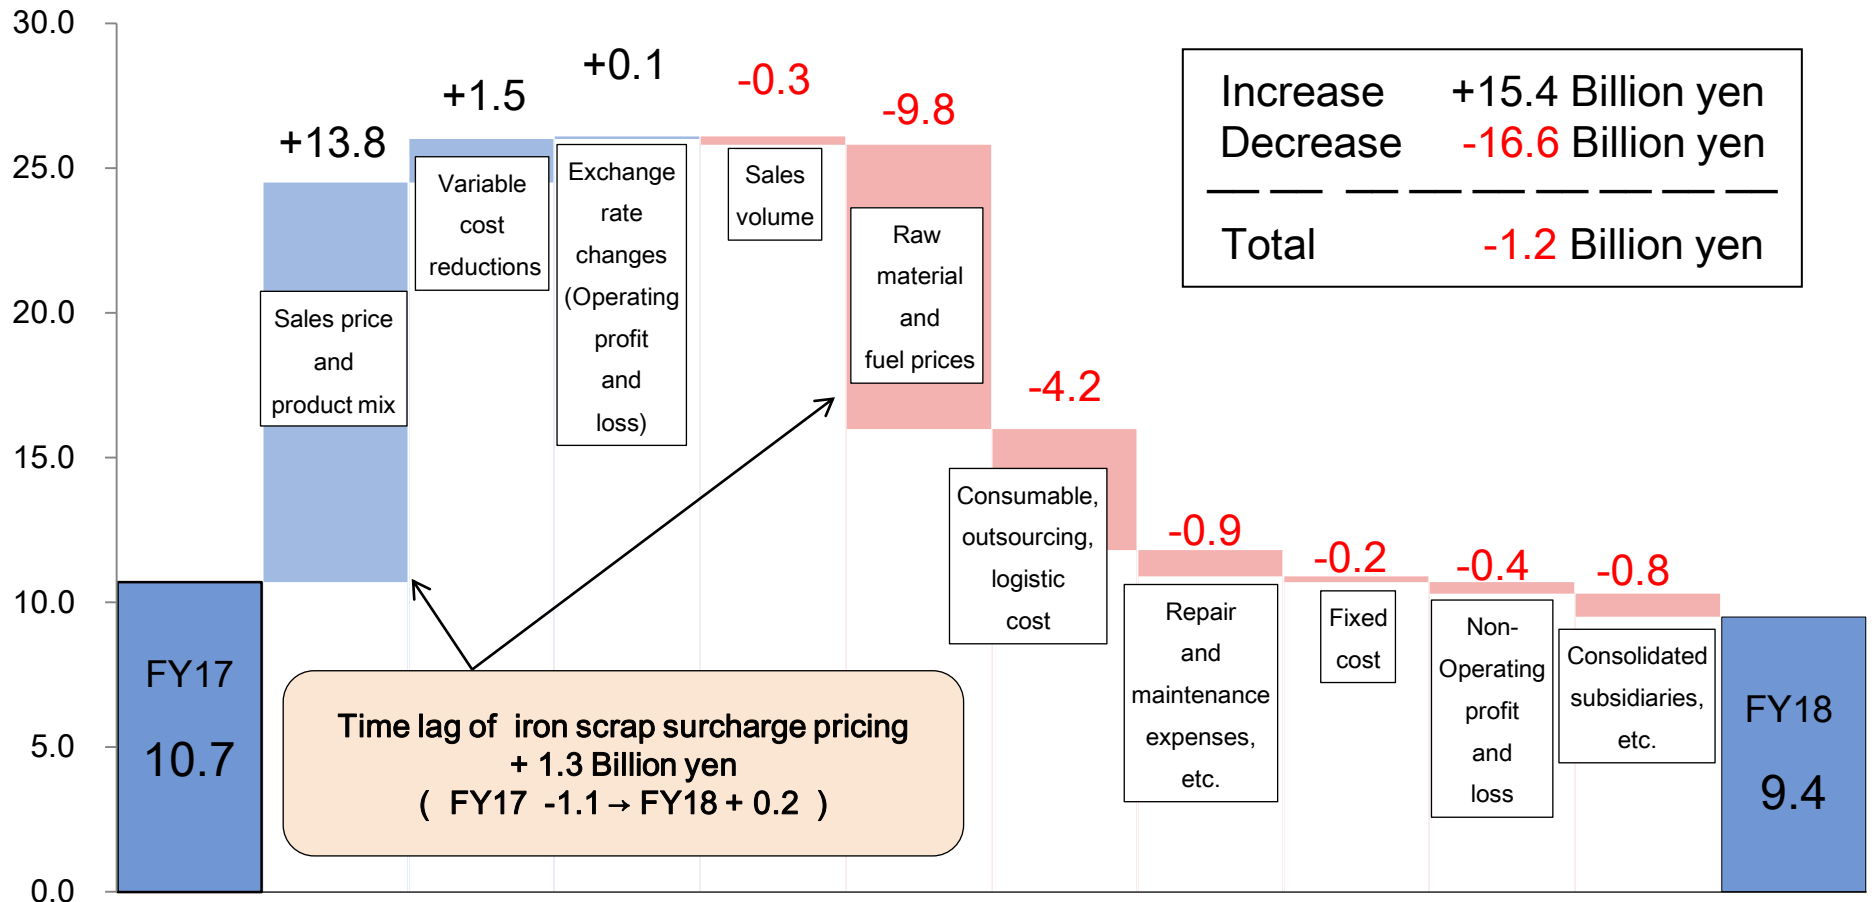 30.0
25.0
20.0
15.0
10.0
5.0
0.0
FY17
10.7
+13.8
Sales price
and
product mix
+1.5
Variable
cost
reductions
+0.1
Exchange
rate
changes
(Operating
profit
and
loss)
-0.3
Sales
volume
-9.8
Raw
material
and
fuel prices
-4.2
Consumable,
outsourcing,
logistic
cost
-0.9
Repair
and
maintenance
expenses,
etc.
-0.2
Fixed
cost
-0.4
Non-
Operating
profit
and
loss
-0.8
Consolidated
subsidiaries,
etc.
FY18
9.4
Increase +15.4 Billion yen
Decrease -16.6 Billion yen
Total -1.2 Billion yen
Time lag of iron scrap surcharge pricing
+ 1.3 Billion yen
( FY17 -1.1 → FY18 + 0.2 )